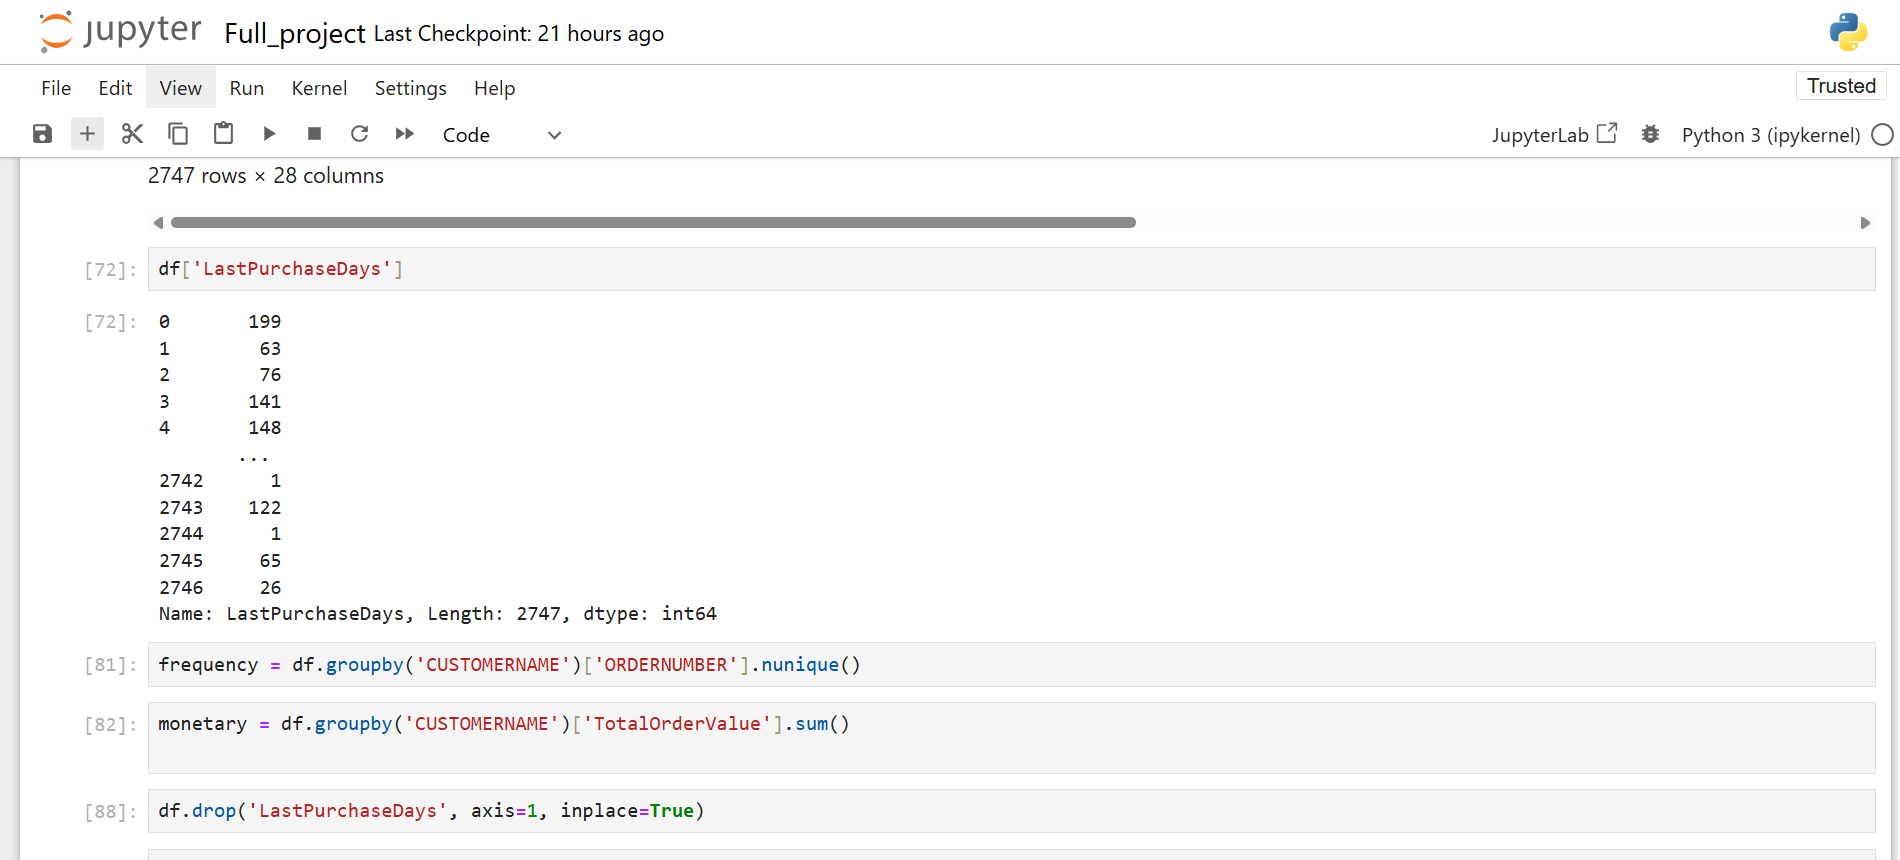 jupyter Full_project Last Checkpoint: 21 hours ago
File Edit View Run Kernel Settings Help Trusted
Code JupyterLab Python 3 (ipykernel)
2747 rows × 28 columns
[72]: df['LastPurchaseDays']
[72]: 0 199
1 63
2 76
3 141
4 148
...
2742 1
2743 122
2744 1
2745 65
2746 26
Name: LastPurchaseDays, Length: 2747, dtype: int64
[81]: frequency = df.groupby('CUSTOMERNAME')['ORDERNUMBER'].nunique()
[82]: monetary = df.groupby('CUSTOMERNAME')['TotalOrderValue'].sum()
[88]: df.drop('LastPurchaseDays', axis=1, inplace=True)